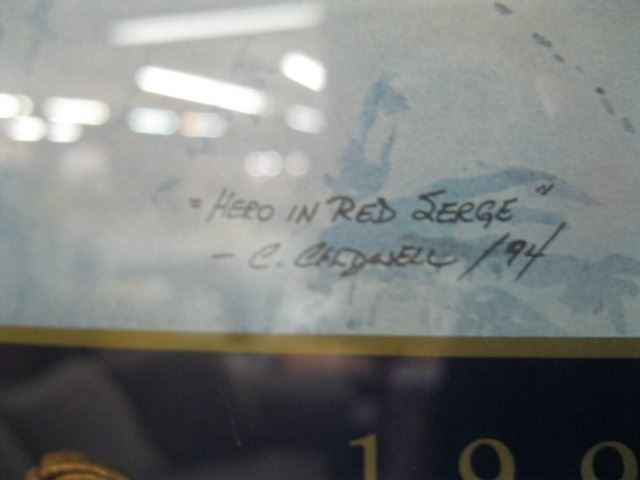 "HERO IN RED SERGE"
- C. CALDWELL /94
199